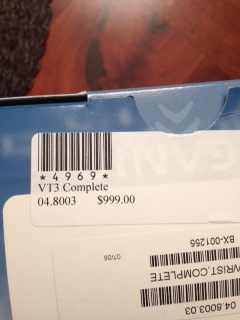 *4969*
VT3 Complete
04.8003 $999.00
07/06
BX-001255
WRIST,COMPLETE
04.8003.03